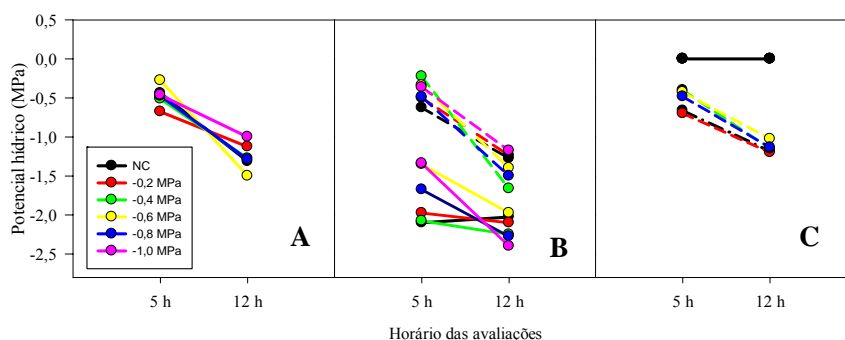 Potencial hídrico (MPa)
0,5
0,0
-0,5
-1,0
-1,5
-2,0
-2,5
NC
-0,2 MPa
-0,4 MPa
-0,6 MPa
-0,8 MPa
-1,0 MPa
A
B
C
5 h 12 h 5 h 12 h 5 h 12 h
Horário das avaliações